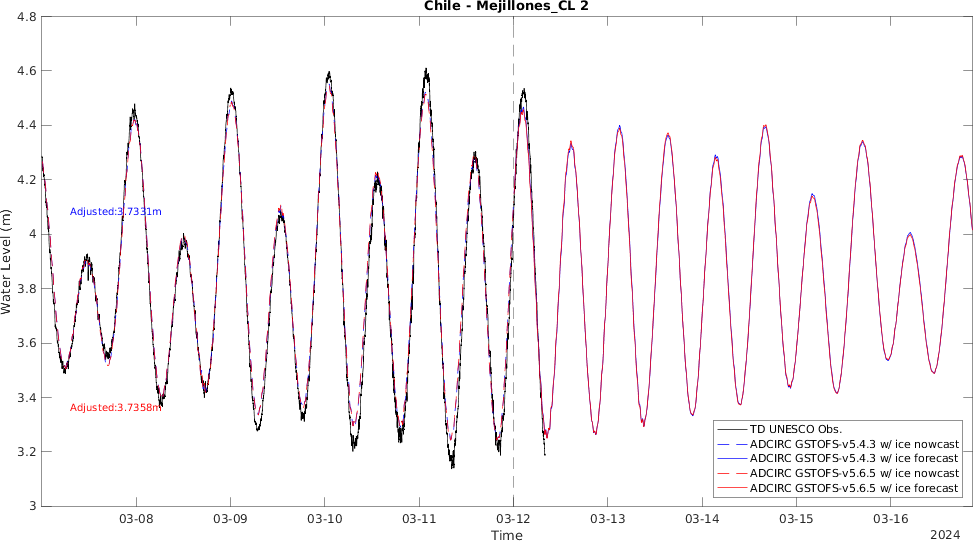 Chile - Mejillones_CL 2
4.8
4.6
4.4
4.2
4
3.8
3.6
3.4
3.2
3
Water Level (m)
Adjusted:3.7331m
Adjusted:3.7358m
TD UNESCO Obs.
ADCIRC GSTOFS-v5.4.3 w/ ice nowcast
ADCIRC GSTOFS-v5.4.3 w/ ice forecast
ADCIRC GSTOFS-v5.6.5 w/ ice nowcast
ADCIRC GSTOFS-v5.6.5 w/ ice forecast
03-08 03-09 03-10 03-11 03-12 03-13 03-14 03-15 03-16
Time
2024